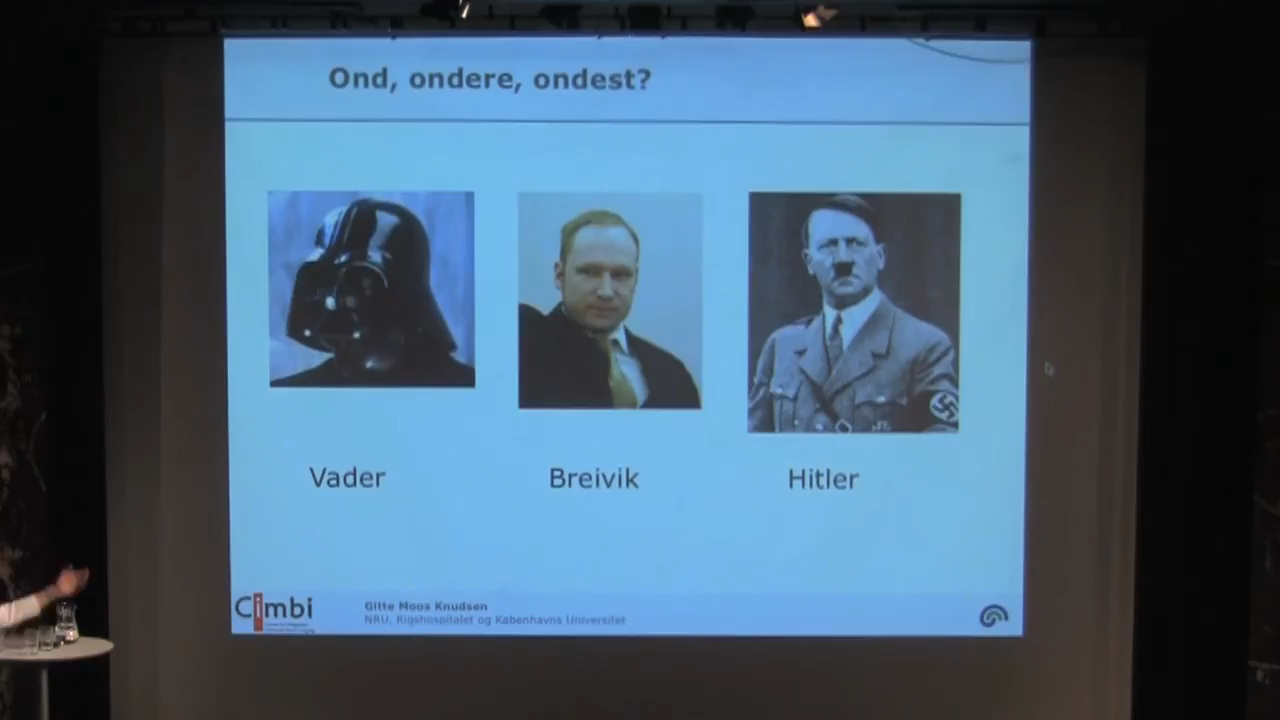 Ond, ondere, ondest?
Vader
Breivik
Hitler
Cimbi
Gitte Moos Knudsen
NRU, Rigshospitalet og Københavns Universitet